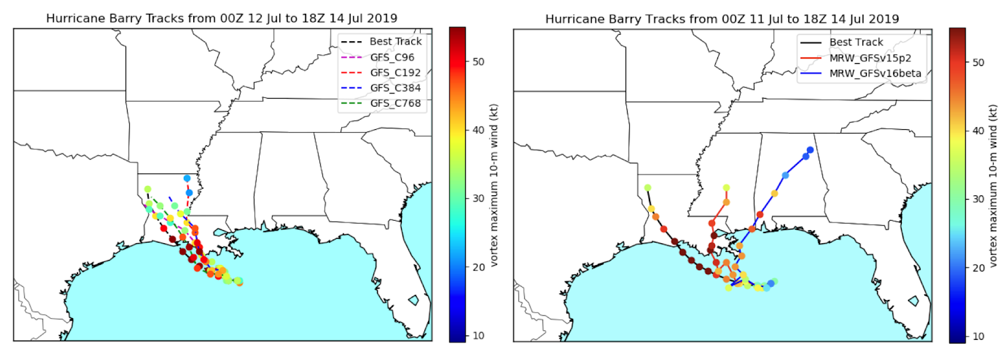 Hurricane Barry Tracks from 00Z 12 Jul to 18Z 14 Jul 2019
Best Track
GFS_C96
GFS_C192
GFS_C384
GFS_C768
50
40
30
20
10
vortex maximum 10-m wind (kt)
Hurricane Barry Tracks from 00Z 11 Jul to 18Z 14 Jul 2019
Best Track
MRW_GFSv15p2
MRW_GFSv16beta
50
40
30
20
10
vortex maximum 10-m wind (kt)